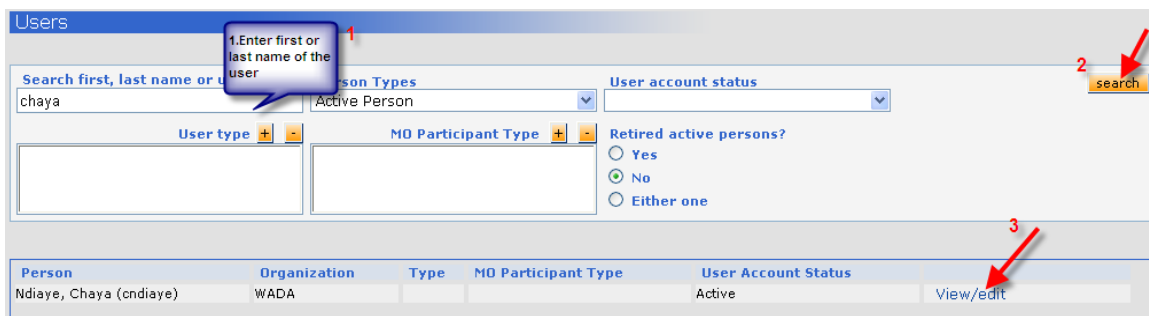 Users
1
1.Enter first or
last name of the
user
Search first, last name or u
Types
User account status
2
search
chaya
Active Person
User type + -
MO Participant Type + -
Retired active persons?
Yes
No
Either one
3
Person Organization Type MO Participant Type User Account Status
Ndiaye, Chaya (cndiaye) WADA Active View/edit